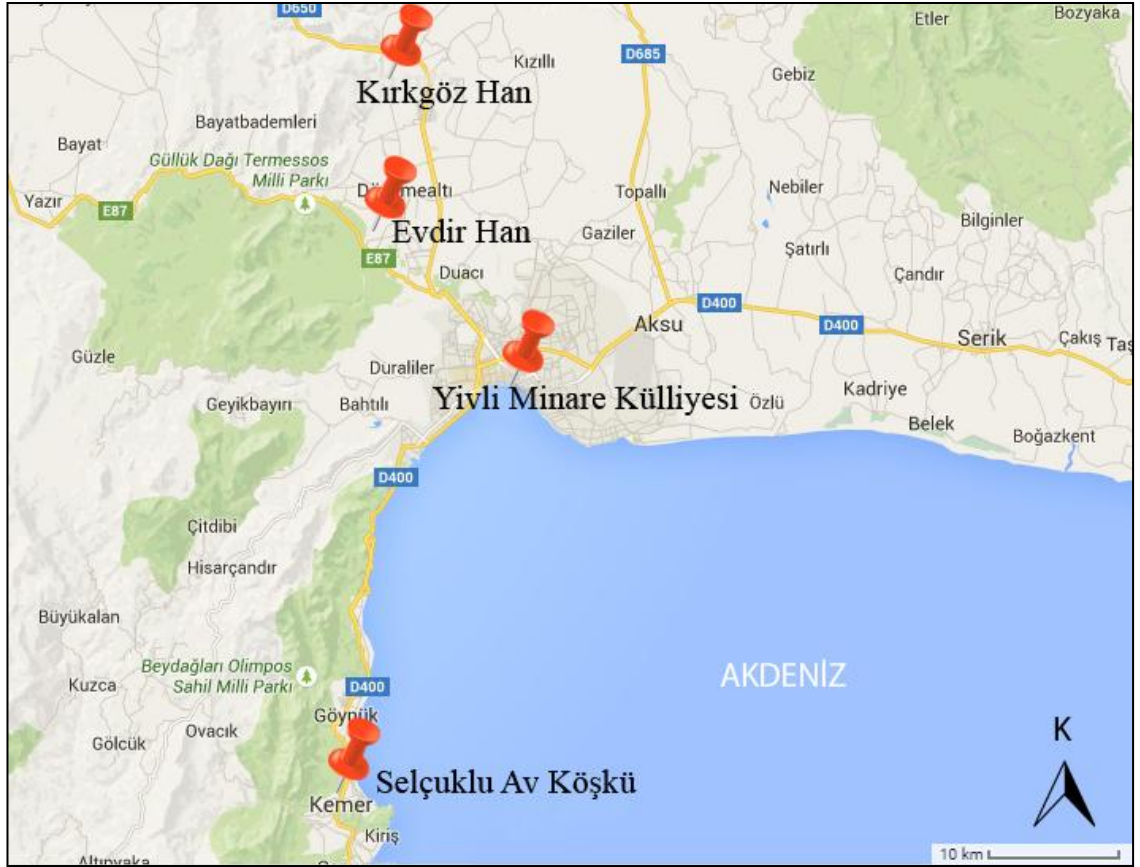 D650
Etler
Bozyaka
Kızıllı
D685
Gebiz
Kırkgöz Han
Bayatbademleri
Bayat
Güllük Dağı Termessos
Milli Parkı
Yazır
E87
Topallı
Nebiler
Bilginler
Evdir Han
Gaziler
Şatırlı
E87
Duacı
Çandır
D400
Aksu
D400
Serik
Çakış
Güzle
Duraliler
Yivli Minare Külliyesi
Özlü
Kadriye
Geyikbayırı
Bahtılı
Belek
Boğazkent
D400
Çitdibi
Hisarçandır
Büyükalan
Beydağları Olimpos
Sahil Milli Parkı
AKDENİZ
Kuzca
D400
Göynük
Ovacık
Gölcük
K
Selçuklu Av Köşkü
Kemer
Kiriş
10 km